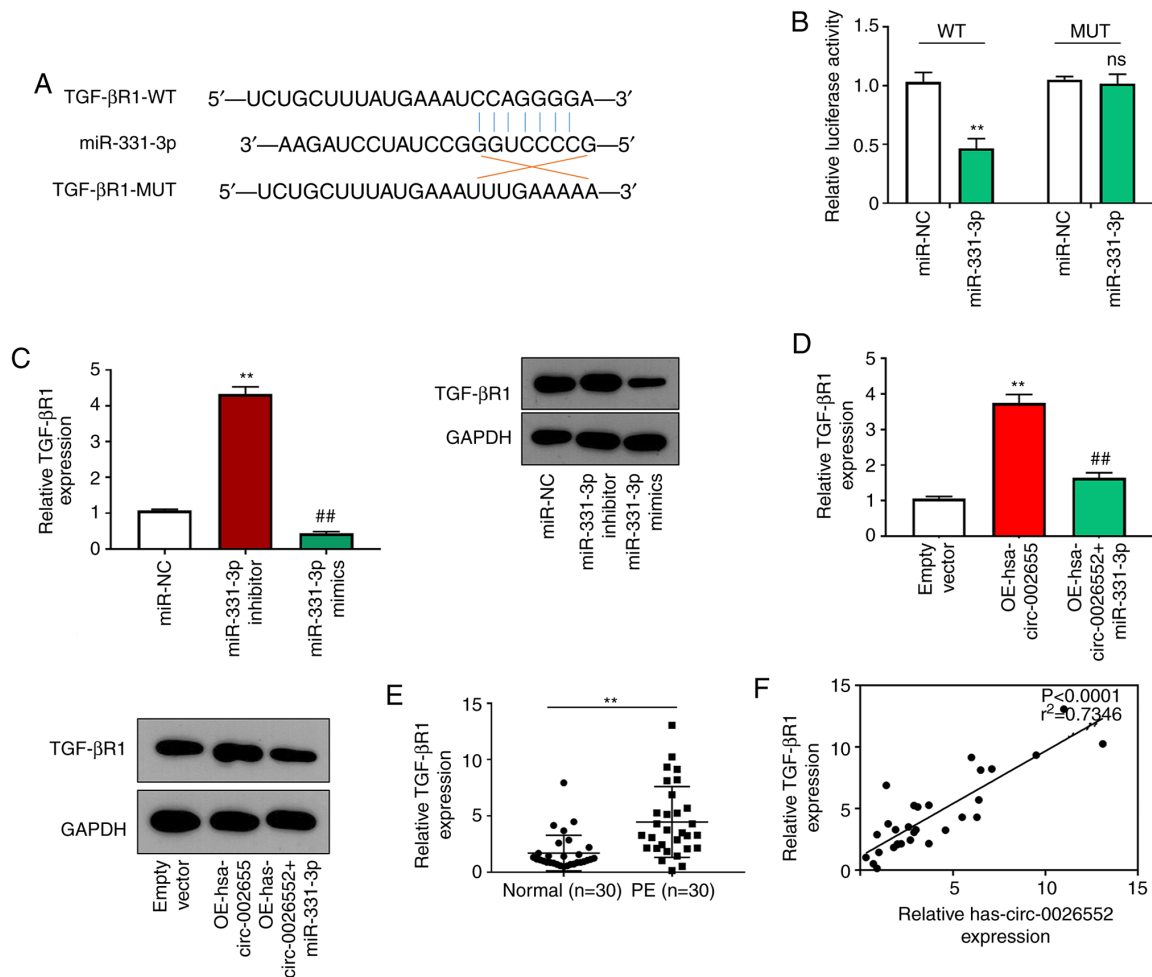 A
TGF-βR1-WT 5′—UCUGCUUUAUGAAAUCCAGGGGA—3′
miR-331-3p 3′—AAGAUCCUAUCCGGGUCCCCG—5′
TGF-βR1-MUT 5′—UCUGCUUUAUGAAAUUUGAAAAA—3′
B
Relative luciferase activity
1.5
1.0
0.5
0
WT
MUT
**
ns
miR-NC
miR-331-3p
miR-NC
miR-331-3p
C
Relative TGF-βR1
expression
5
4
3
2
1
0
**
##
miR-NC
miR-331-3p
inhibitor
miR-331-3p
mimics
TGF-βR1
GAPDH
miR-NC
miR-331-3p
inhibitor
miR-331-3p
mimics
D
Relative TGF-βR1
expression
5
4
3
2
1
0
**
##
Empty
vector
OE-hsa-
circ-002655
OE-hsa-
circ-0026552+
miR-331-3p
TGF-βR1
GAPDH
Empty
vector
OE-hsa-
circ-002655
OE-has-
circ-0026552+
miR-331-3p
E
Relative TGF-βR1
expression
15
10
5
0
**
Normal (n=30)
PE (n=30)
F
Relative TGF-βR1
expression
15
10
5
0
P<0.0001
r²=0.7346
5
10
15
Relative has-circ-0026552
expression